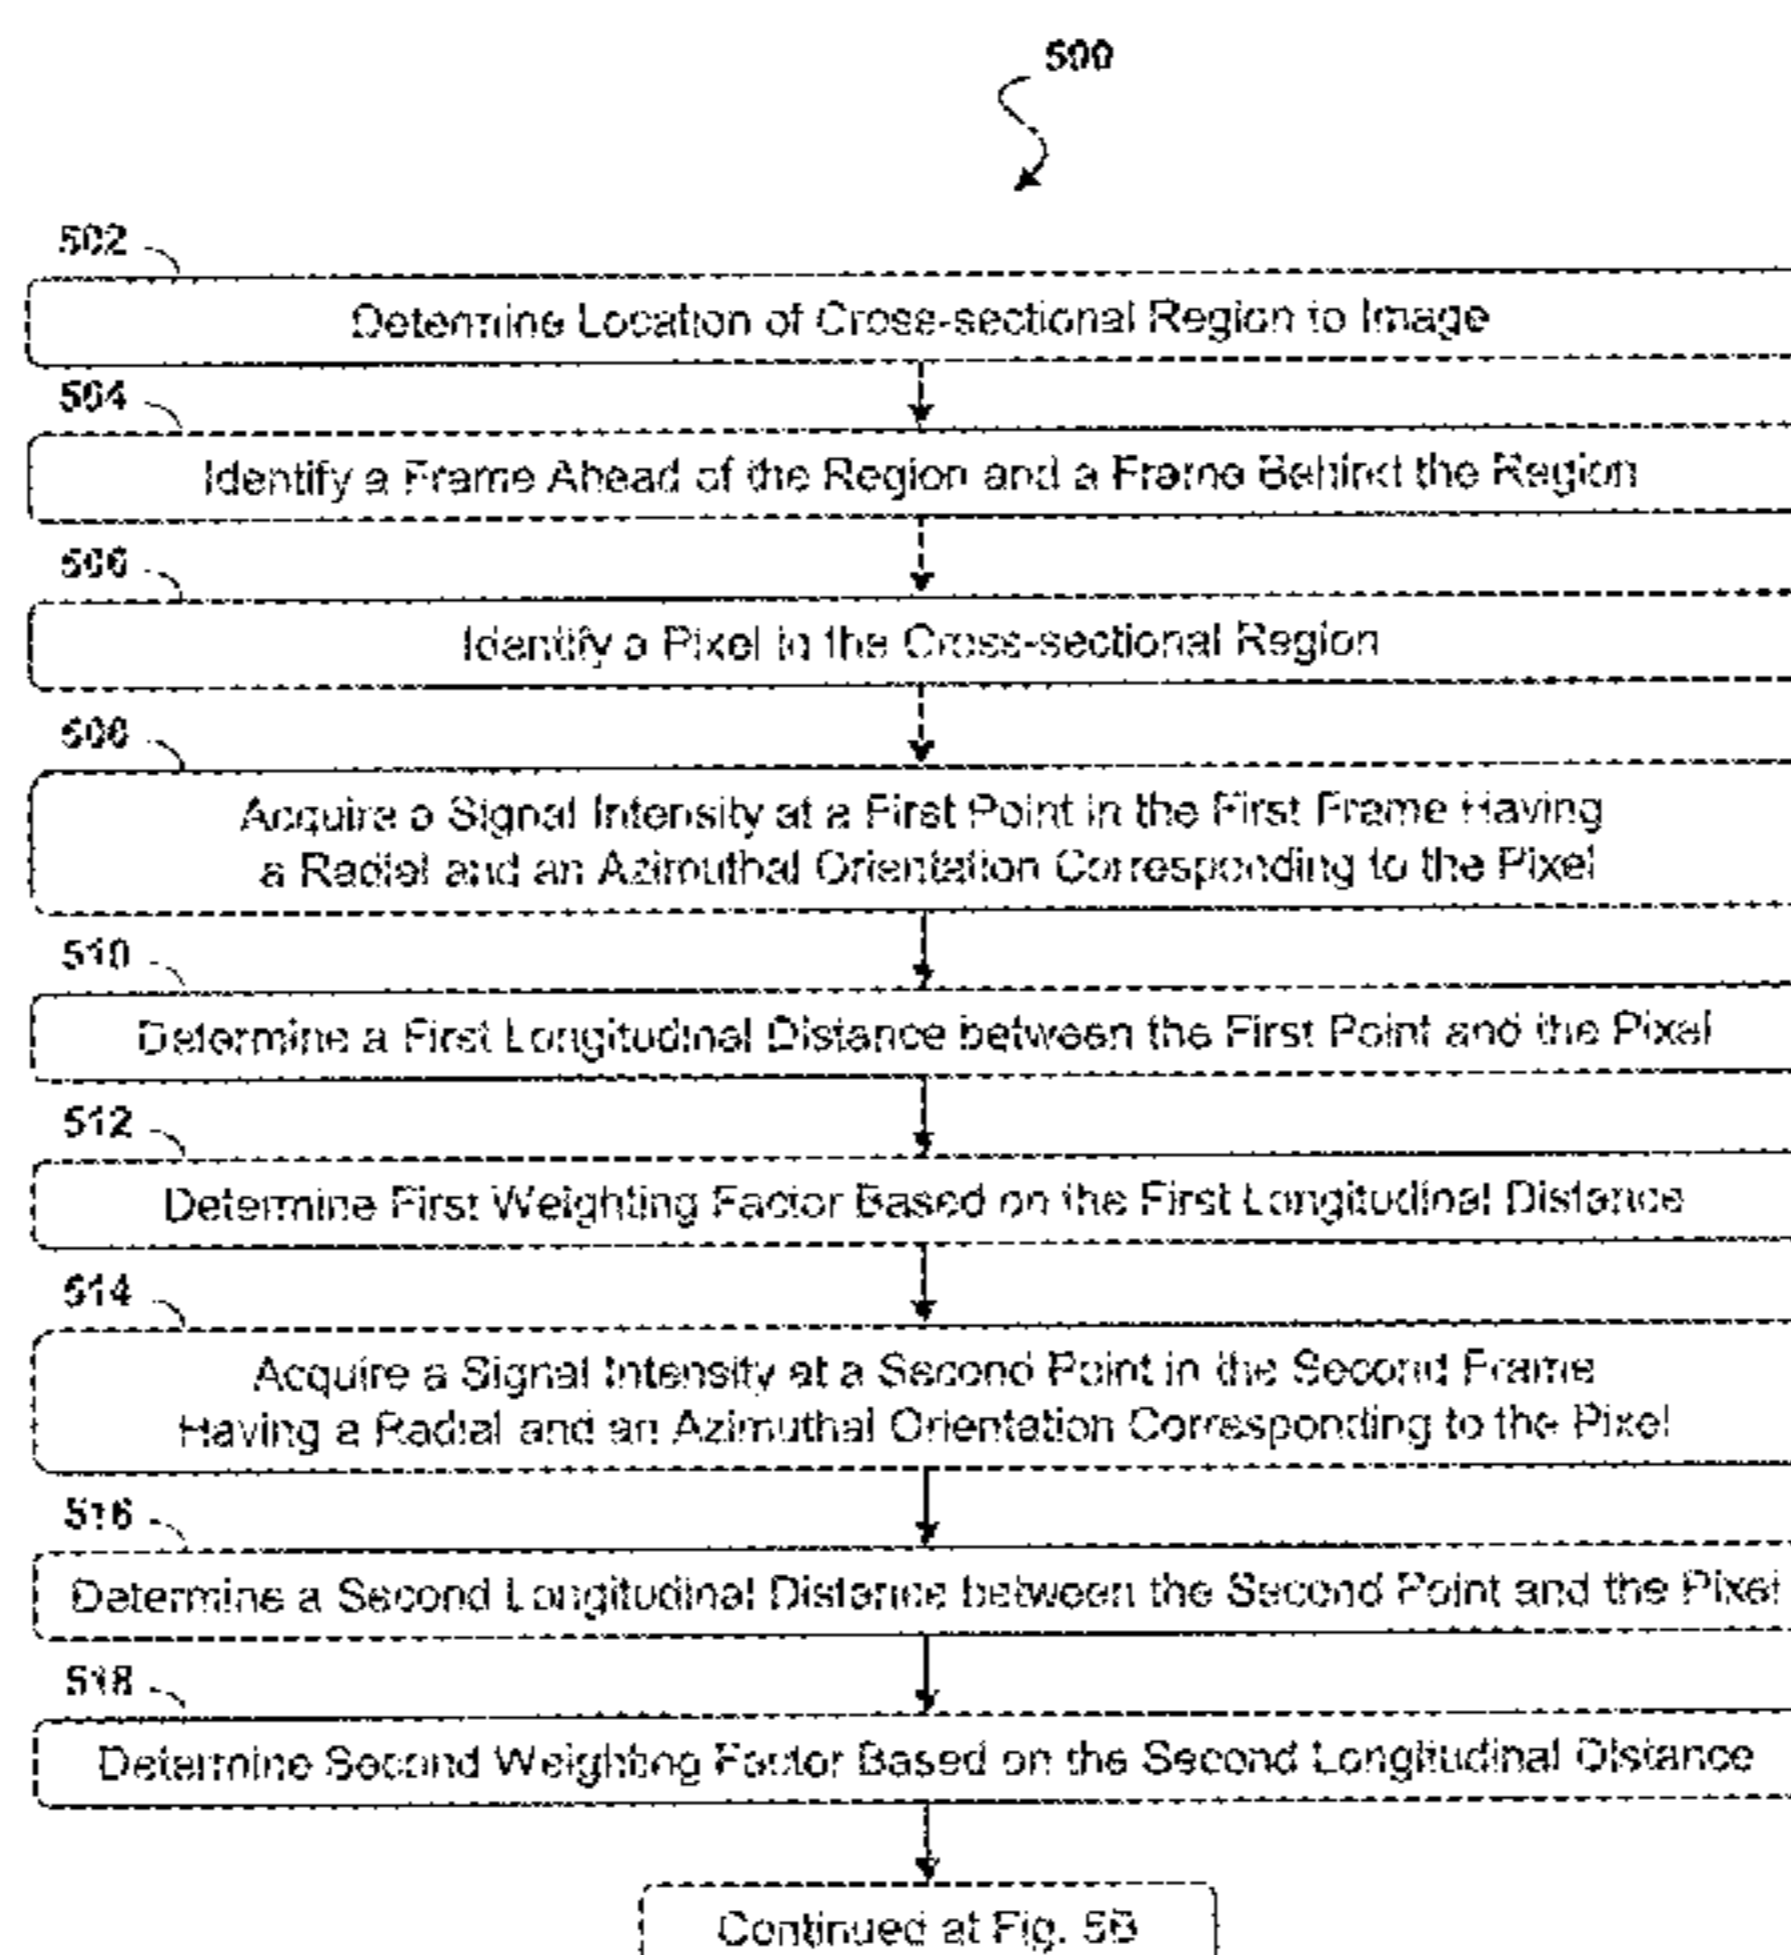 500
502
Determine Location of Cross-sectional Region to Image
504
Identify a Frame Ahead of the Region and a Frame Behind the Region
506
Identify a Pixel in the Cross-sectional Region
508
Acquire a Signal Intensity at a First Point in the First Frame Having
a Radial and an Azimuthal Orientation Corresponding to the Pixel
510
Determine a First Longitudinal Distance between the First Point and the Pixel
512
Determine First Weighting Factor Based on the First Longitudinal Distance
514
Acquire a Signal Intensity at a Second Point in the Second Frame
Having a Radial and an Azimuthal Orientation Corresponding to the Pixel
516
Determine a Second Longitudinal Distance between the Second Point and the Pixel
518
Determine Second Weighting Factor Based on the Second Longitudinal Distance
Continued at Fig. 5B